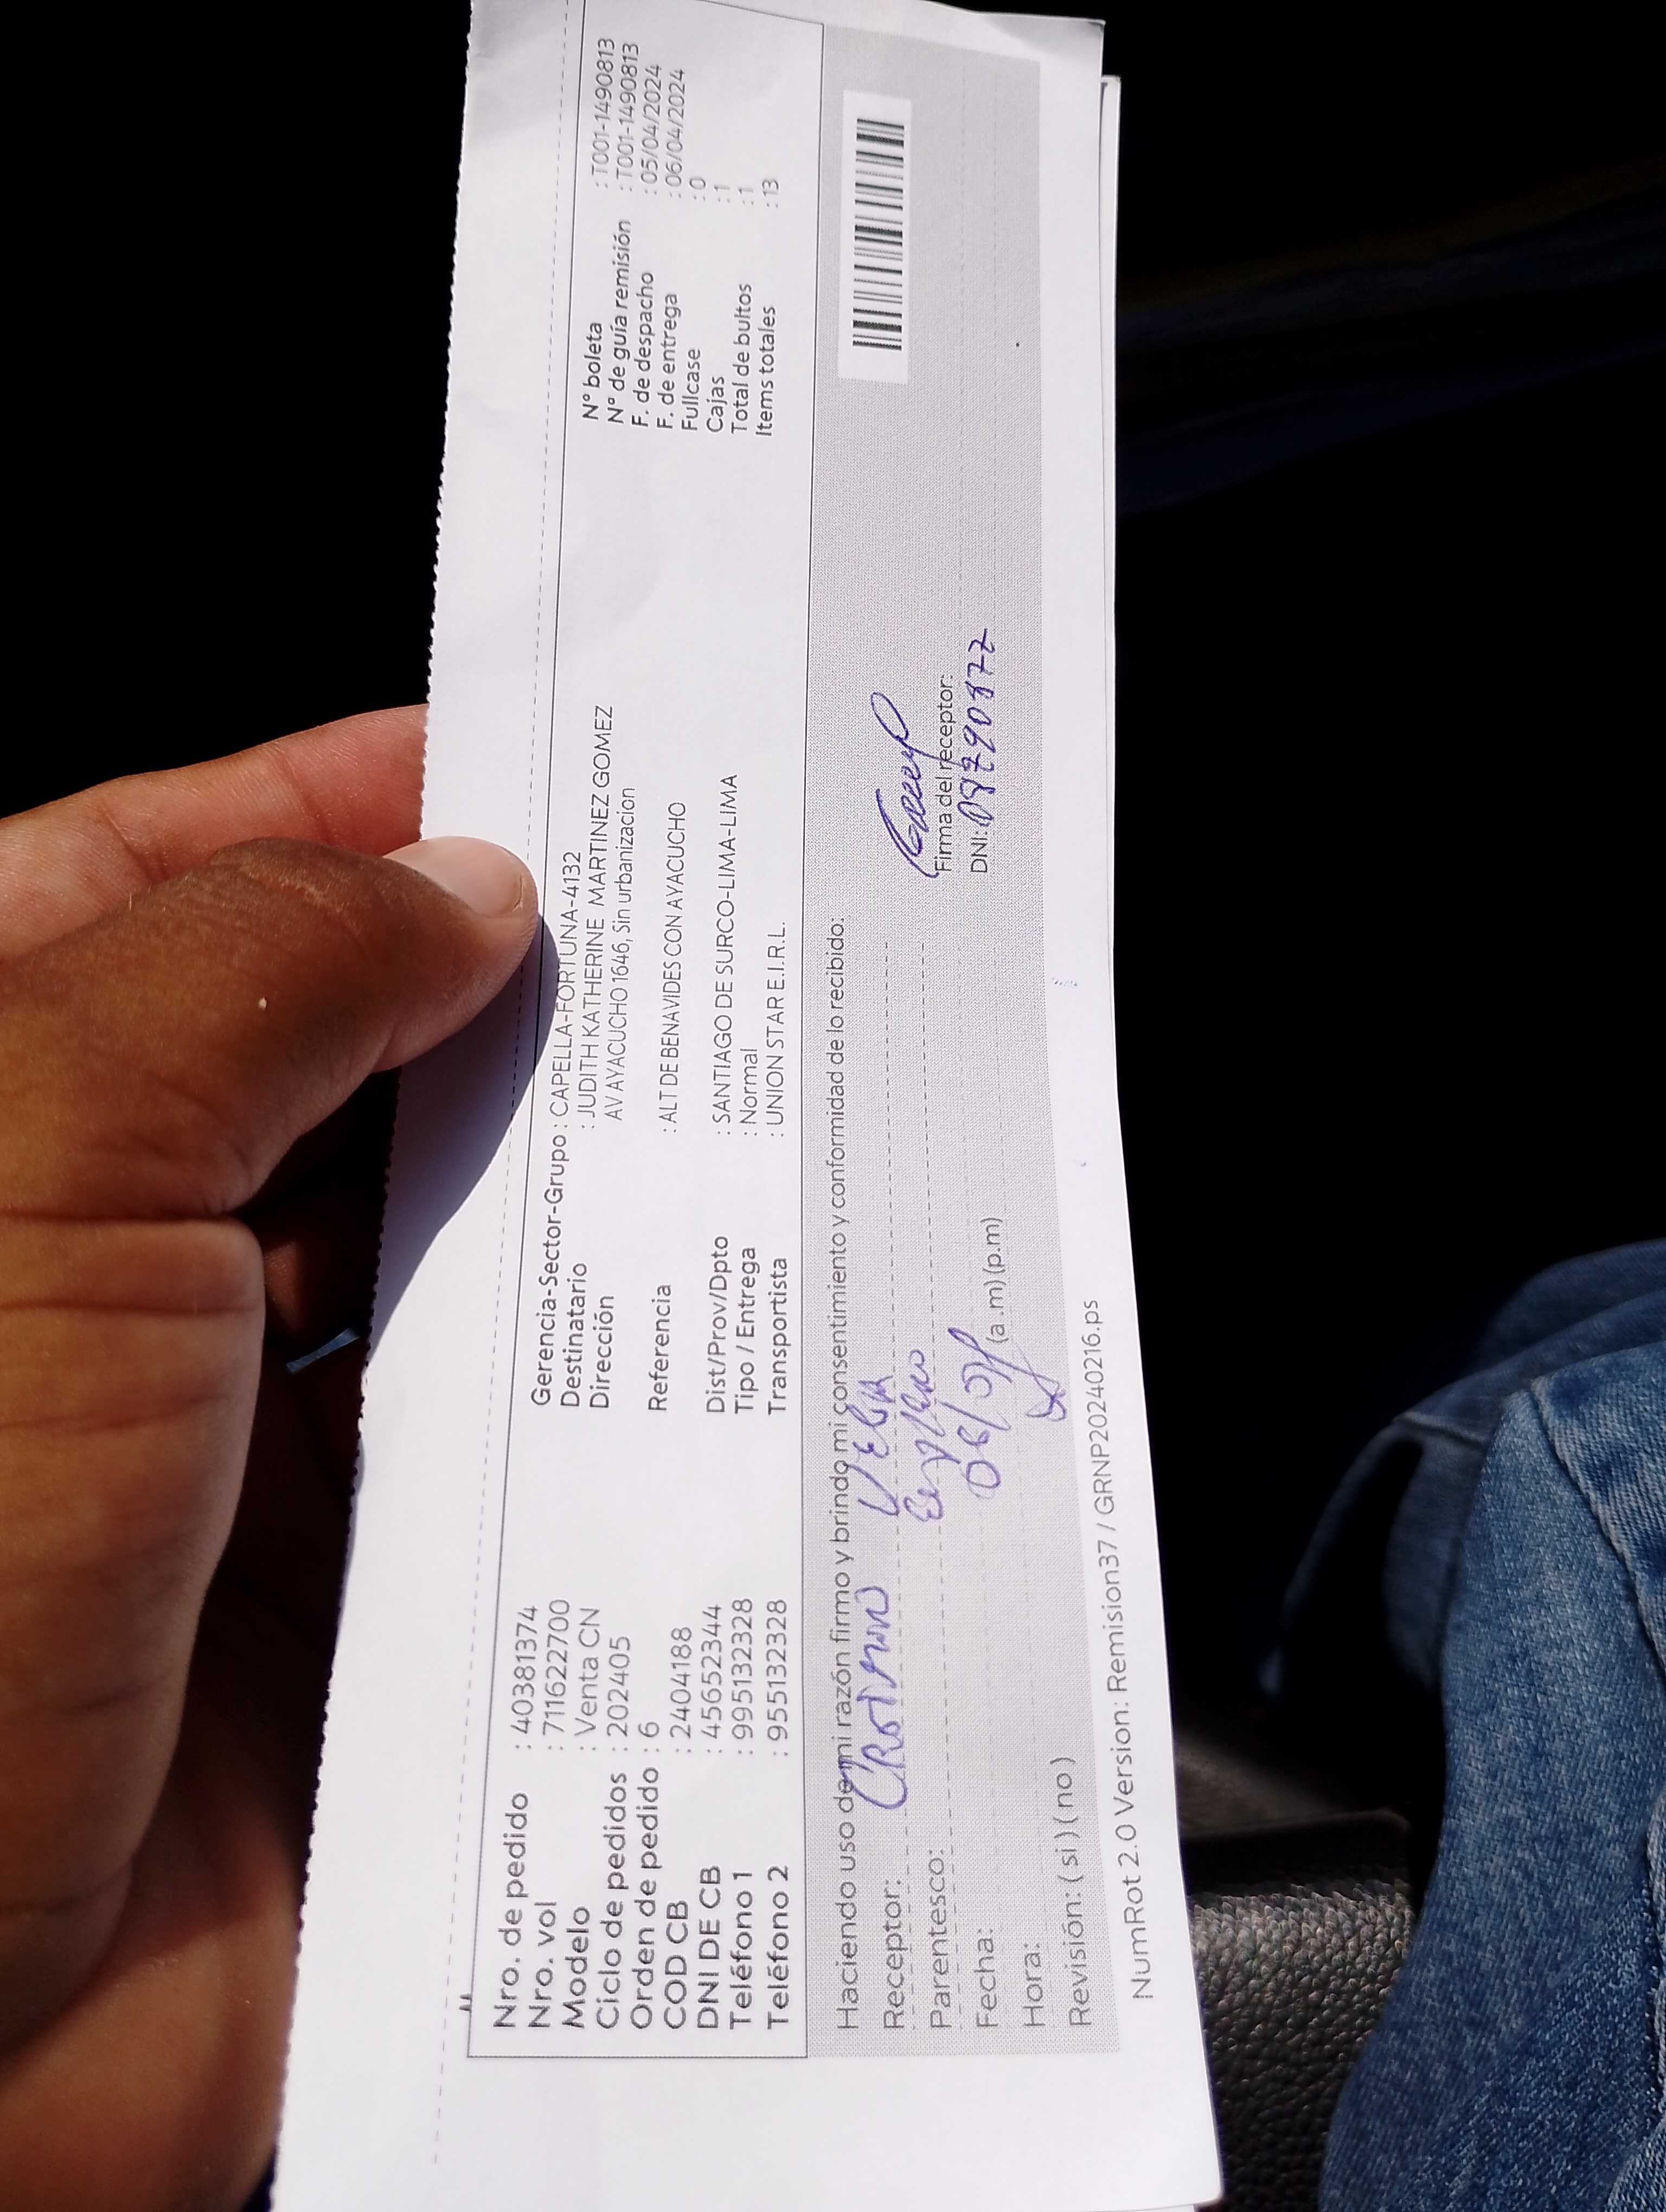 Nro. de pedido : 40381374
Nro. vol : 7116227​00
Modelo : Venta CN
Ciclo de pedidos : 202405
Orden de pedido : 6
COD CB : 2404188
DNI DE CB : 45652344
Teléfono 1 : 995132328
Teléfono 2 : 955132328
Gerencia-Sector-Grupo : CAPELLA-FORTUNA-4132
Destinatario : JUDITH KATHERINE MARTINEZ GOMEZ
Dirección AV AYACUCHO 1646, Sin urbanizacion
Referencia : ALT DE BENAVIDES CON AYACUCHO
Dist/Prov/Dpto : SANTIAGO DE SURCO-LIMA-LIMA
Tipo / Entrega : Normal
Transportista : UNION STAR E.I.R.L.
N° boleta : T001-1490813
N° de guía remisión : T001-1490813
F. de despacho : 05/04/2024
F. de entrega : 06/04/2024
Fullcase : 0
Cajas : 1
Total de bultos : 1
Items totales : 13
Haciendo uso de mi razón firmo y brindo mi consentimiento y conformidad de lo recibido:
Receptor:
Parentesco:
Fecha: 06/04
Hora: (a.m) (p.m)
Revisión: ( si ) ( no )
Firma del receptor:
DNI:
NumRot 2.0 Version: Remision37 / GRNP20240216.ps